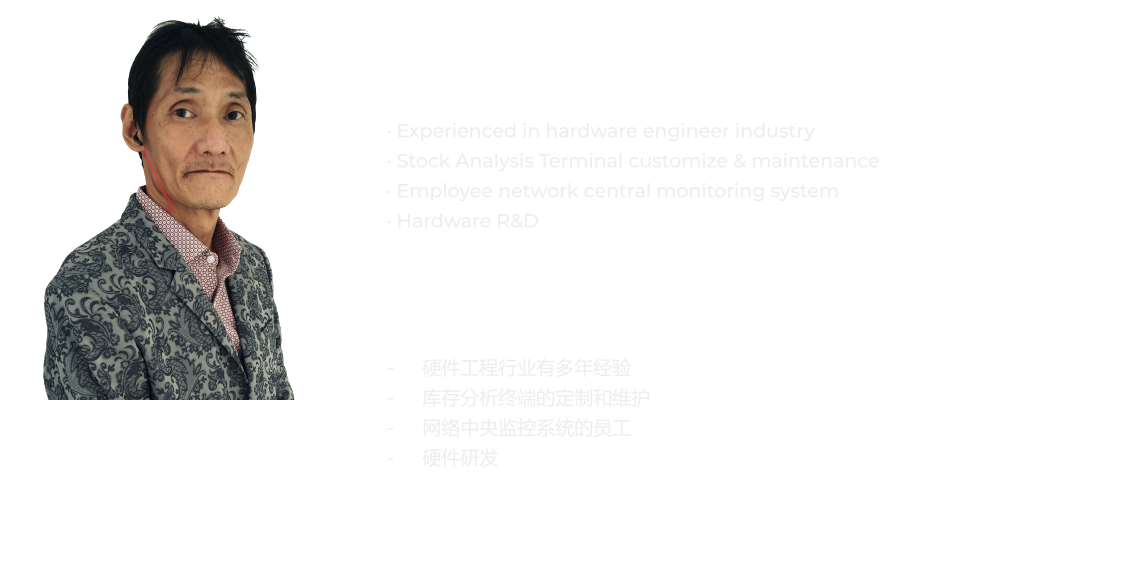 · Experienced in hardware engineer industry
· Stock Analysis Terminal customize & maintenance
· Employee network central monitoring system
· Hardware R&D
- 硬件工程行业有多年经验
- 库存分析终端的定制和维护
- 网络中央监控系统的员工
- 硬件研发